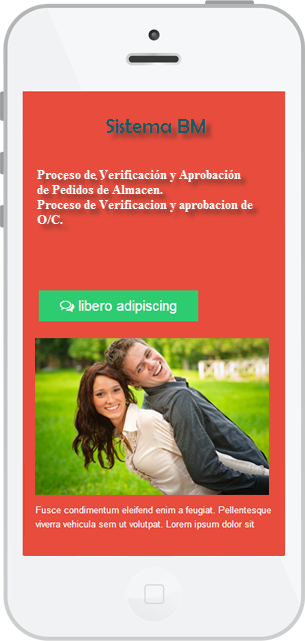 Sistema BM
Proceso de Verificación y Aprobación
de Pedidos de Almacen.
Proceso de Verificacion y aprobacion de
O/C.
libero adipiscing
Fusce condimentum eleifend enim a feugiat. Pellentesque
viverra vehicula sem ut volutpat. Lorem ipsum dolor sit